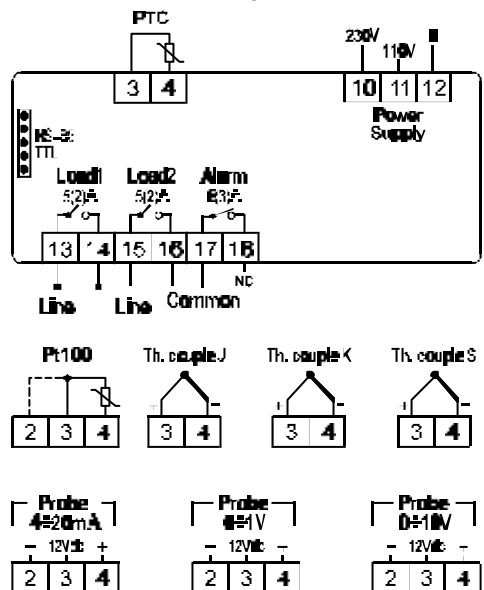 PTC
230V
110V
3 4
10 11 12
Power
Supply
TTL
Load1 Load2 Alarm
5(2)A 5(2)A 8(3)A
13 14 15 16 17 18
NC
Line Line Common
Pt100 Th. couple J Th. couple K Th. couple S
+ - + - + -
2 3 4 3 4 3 4 3 4
Probe Probe Probe
4÷20mA 0÷1V 0÷10V
- 12Vdc + - 12Vdc - 12Vdc
2 3 4 2 3 4 2 3 4